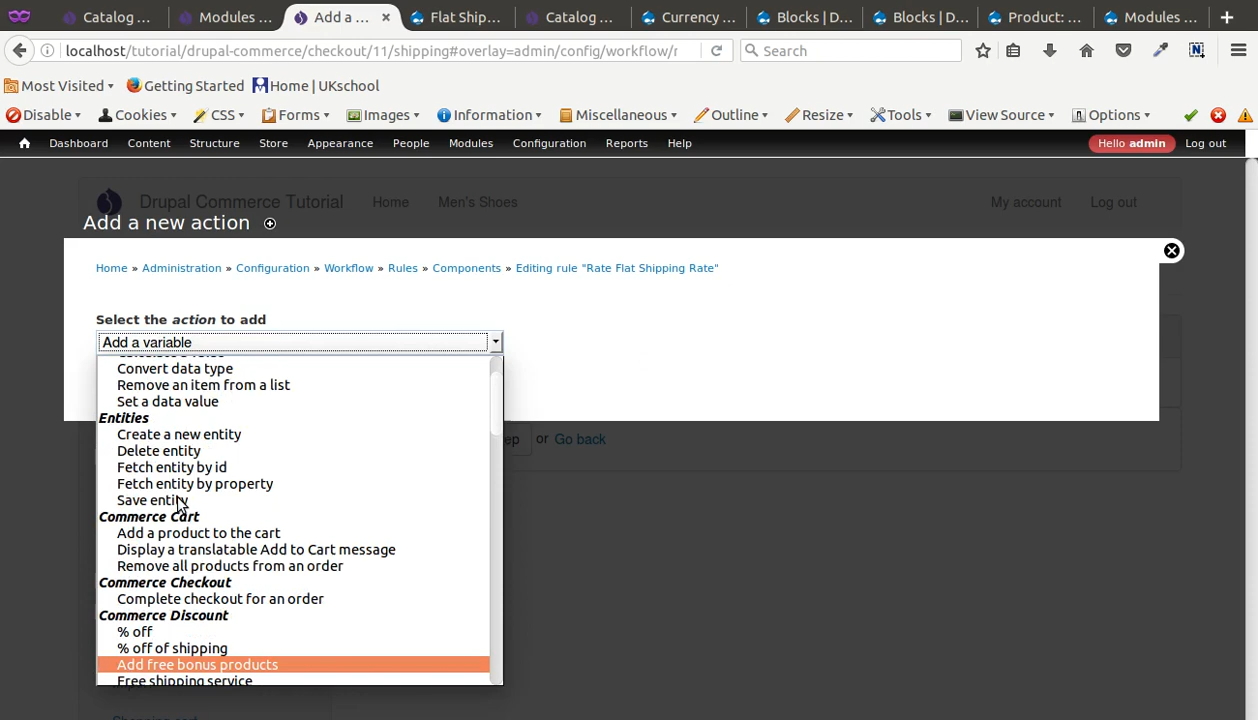 Catalog ... Modules ... Add a ... Flat Ship... Catalog ... Currency ... Blocks | D... Blocks | D... Product: ... Modules ...
localhost/tutorial/drupal-commerce/checkout/11/shipping#overlay=admin/config/workflow/r Search
Most Visited Getting Started Home | UKschool
Disable Cookies CSS Forms Images Information Miscellaneous Outline Resize Tools View Source Options
Dashboard Content Structure Store Appearance People Modules Configuration Reports Help Hello admin Log out
Drupal Commerce Tutorial Home Men's Shoes My account Log out
Add a new action
Home » Administration » Configuration » Workflow » Rules » Components » Editing rule "Rate Flat Shipping Rate"
Select the action to add
Add a variable
Convert data type
Remove an item from a list
Set a data value
Entities
Create a new entity
Delete entity
or Go back
Fetch entity by id
Fetch entity by property
Save entity
Commerce Cart
Add a product to the cart
Display a translatable Add to Cart message
Remove all products from an order
Commerce Checkout
Complete checkout for an order
Commerce Discount
% off
% off of shipping
Add free bonus products
Free shipping service